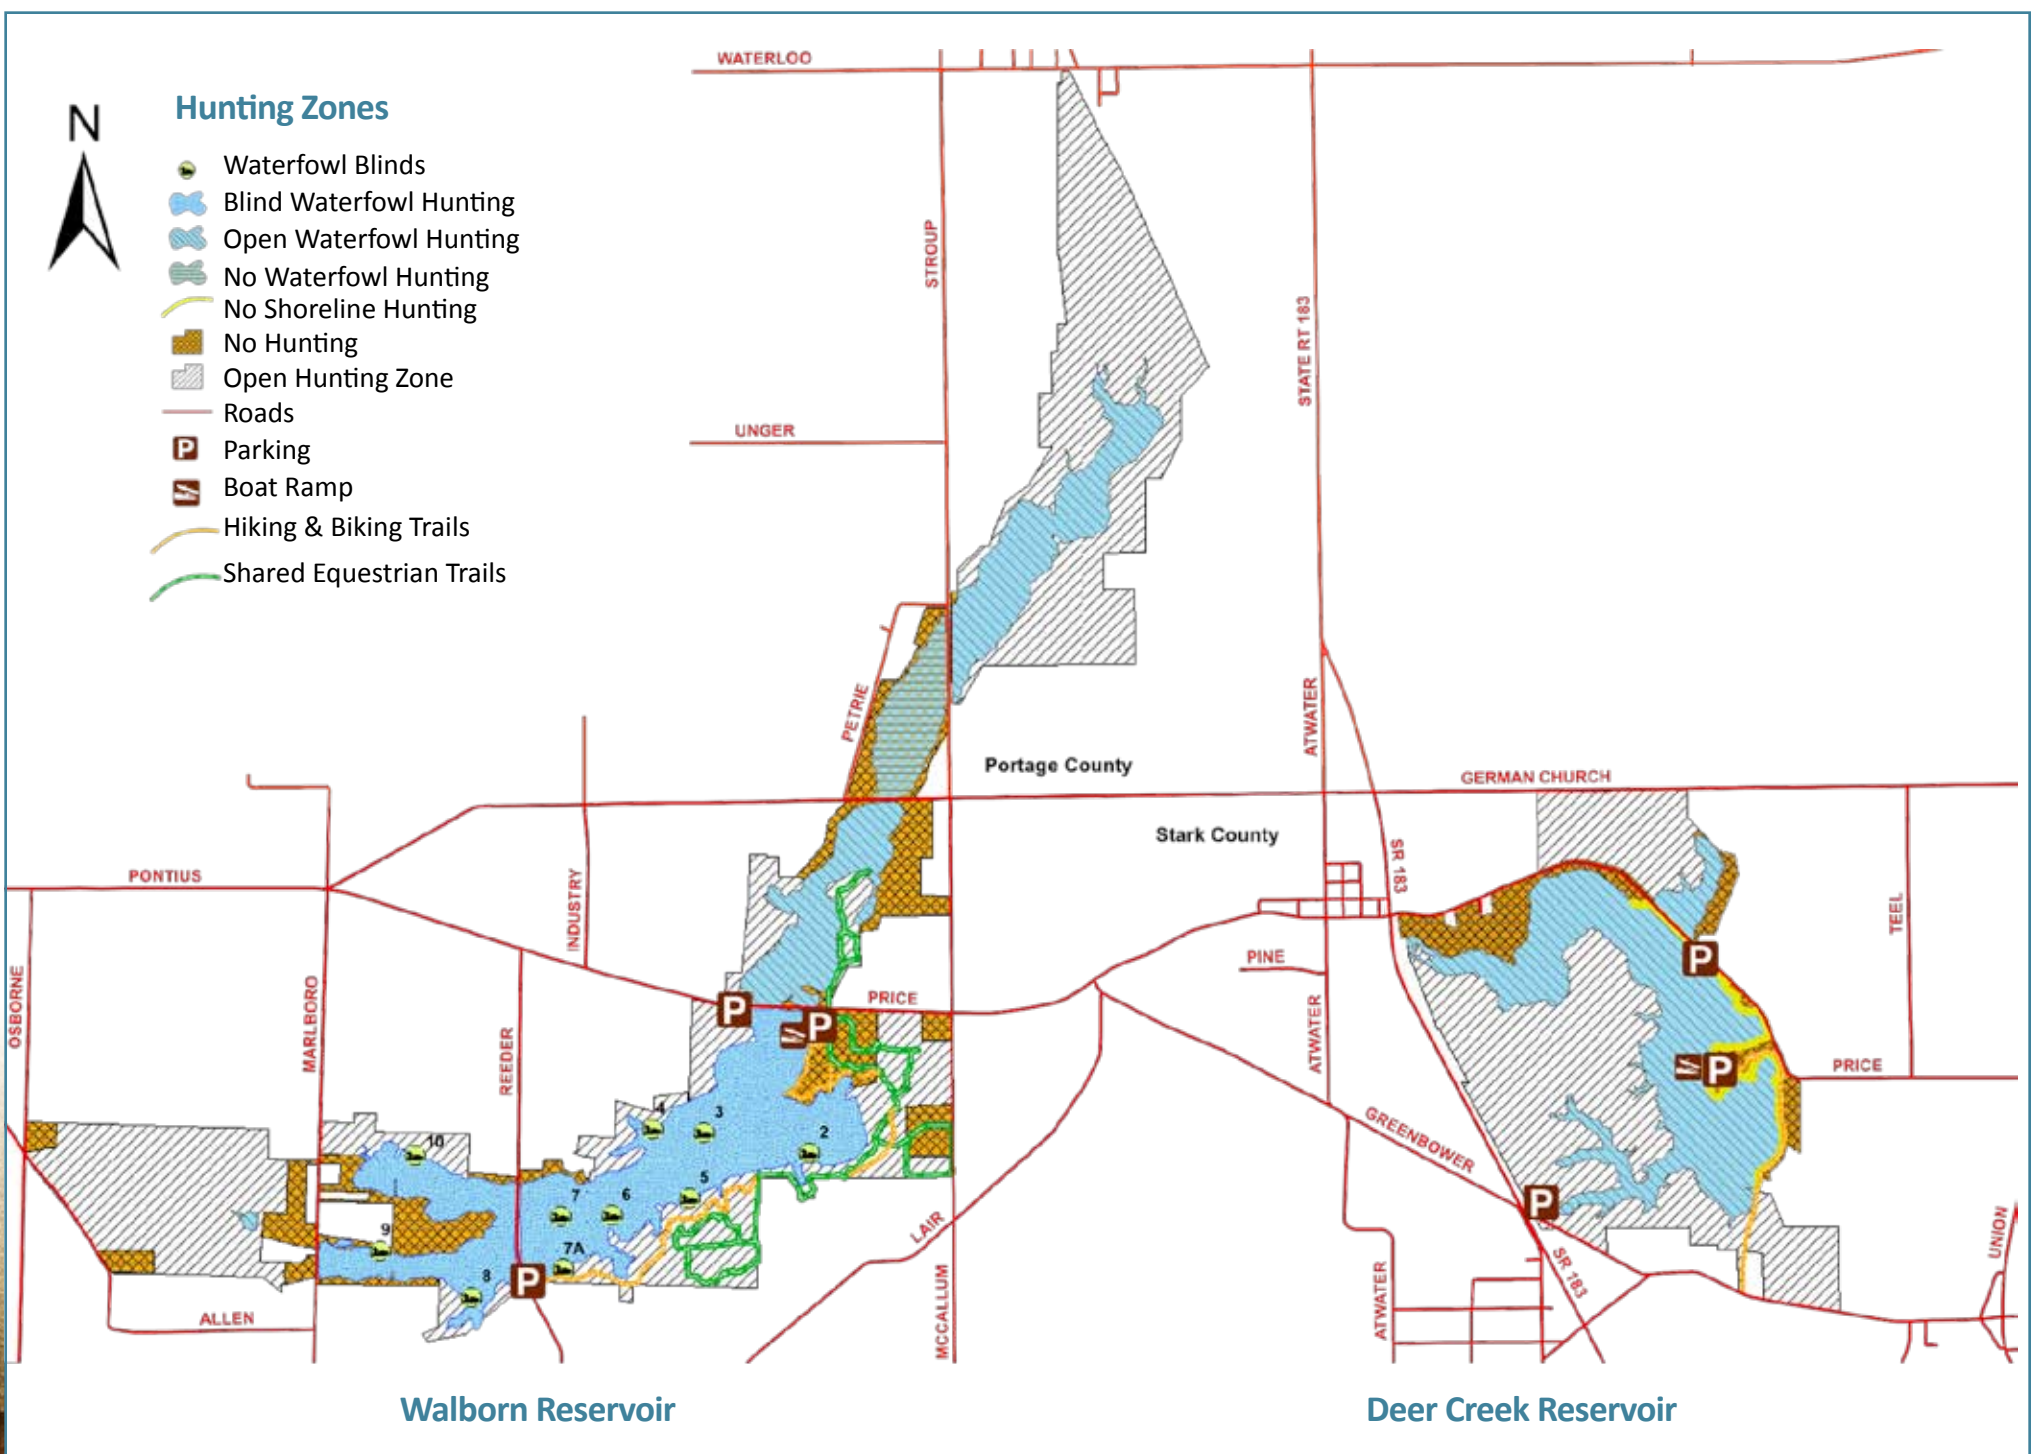 WATERLOO
Hunting Zones
N
Waterfowl Blinds
Blind Waterfowl Hunting
Open Waterfowl Hunting
No Waterfowl Hunting
No Shoreline Hunting
No Hunting
Open Hunting Zone
Roads
P
Parking
Boat Ramp
Hiking & Biking Trails
Shared Equestrian Trails
STROUP
STATE RT 183
UNGER
PETRIE
ATWATER
Portage County
GERMAN CHURCH
Stark County
SR 183
PONTIUS
INDUSTRY
TEEL
OSBORNE
MARLBORO
REEDER
PRICE
PINE
ATWATER
P
P
P
P
PRICE
GREENBOWER
4
3
2
10
5
7
6
9
7A
8
P
P
LAIR
MCCALLUM
ALLEN
ATWATER
SR 183
UNION
Walborn Reservoir
Deer Creek Reservoir